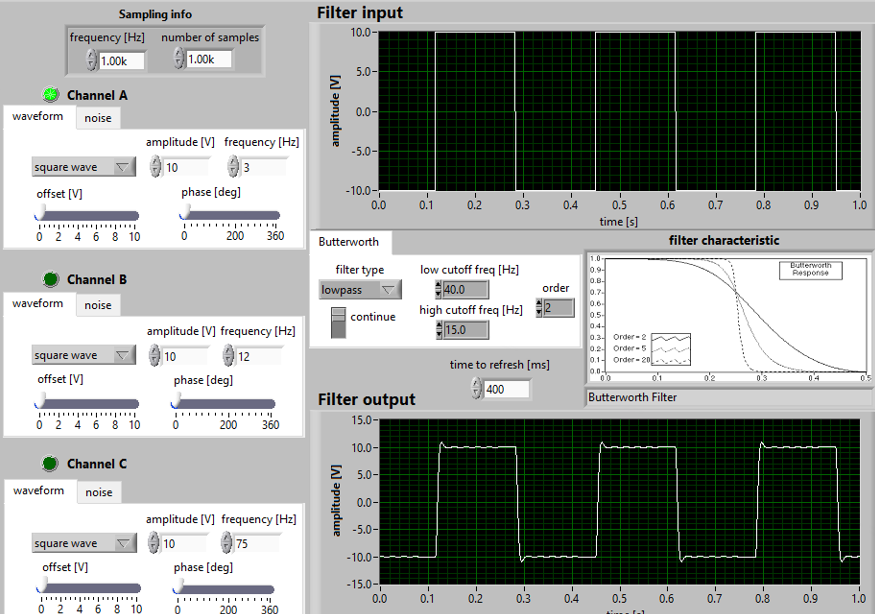 Sampling info
frequency [Hz] number of samples
1.00k 1.00k
Channel A
waveform noise
amplitude [V] frequency [Hz]
square wave 10 3
offset [V] phase [deg]
0 2 4 6 8 10 0 200 360
Channel B
waveform noise
amplitude [V] frequency [Hz]
square wave 10 12
offset [V] phase [deg]
0 2 4 6 8 10 0 200 360
Channel C
waveform noise
amplitude [V] frequency [Hz]
square wave 10 75
offset [V] phase [deg]
0 2 4 6 8 10 0 200 360
Filter input
amplitude [V]
10.0
5.0
0.0
-5.0
-10.0
0.0 0.1 0.2 0.3 0.4 0.5 0.6 0.7 0.8 0.9 1.0
time [s]
Butterworth
filter type low cutoff freq [Hz]
lowpass 40.0 order
continue high cutoff freq [Hz] 2
15.0
time to refresh [ms]
400
filter characteristic
Butterworth
Response
1.0
0.9
0.8
0.7
0.6
0.5
0.4
0.3
0.2
0.1
0.0
Order = 2
Order = 5
Order = 20
0.0 0.1 0.2 0.3 0.4 0.5
Butterworth Filter
Filter output
amplitude [V]
15.0
10.0
5.0
0.0
-5.0
-10.0
-15.0
0.0 0.1 0.2 0.3 0.4 0.5 0.6 0.7 0.8 0.9 1.0
time [s]